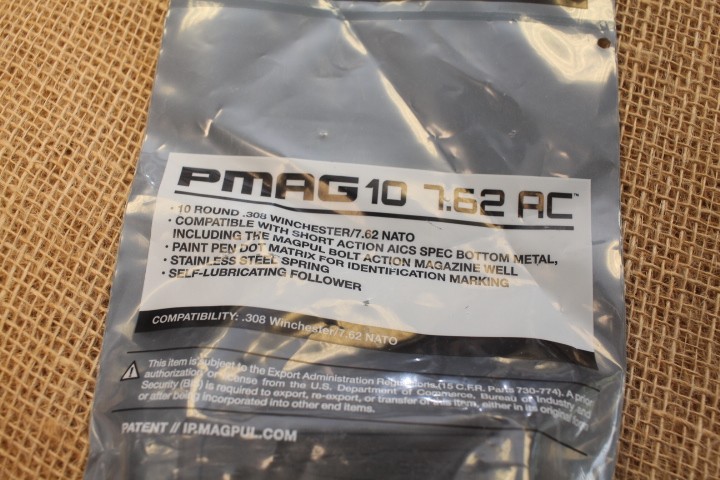 PMAG 10 7.62 AC™
• 10 ROUND .308 WINCHESTER/7.62 NATO
• COMPATIBLE WITH SHORT ACTION AICS SPEC BOTTOM METAL,
INCLUDING THE MAGPUL BOLT ACTION MAGAZINE WELL
• PAINT PEN DOT MATRIX FOR IDENTIFICATION MARKING
• STAINLESS STEEL SPRING
• SELF-LUBRICATING FOLLOWER
COMPATIBILITY: .308 Winchester/7.62 NATO
This item is subject to the Export Administration Regulations (15 C.F.R. Parts 730-774). A prior
authorization or license from the U.S. Department of Commerce, Bureau of Industry and
Security (BIS) is required to export, re-export, or transfer of this item, either in its original form
or after being incorporated into other end items.
PATENT // IP.MAGPUL.COM